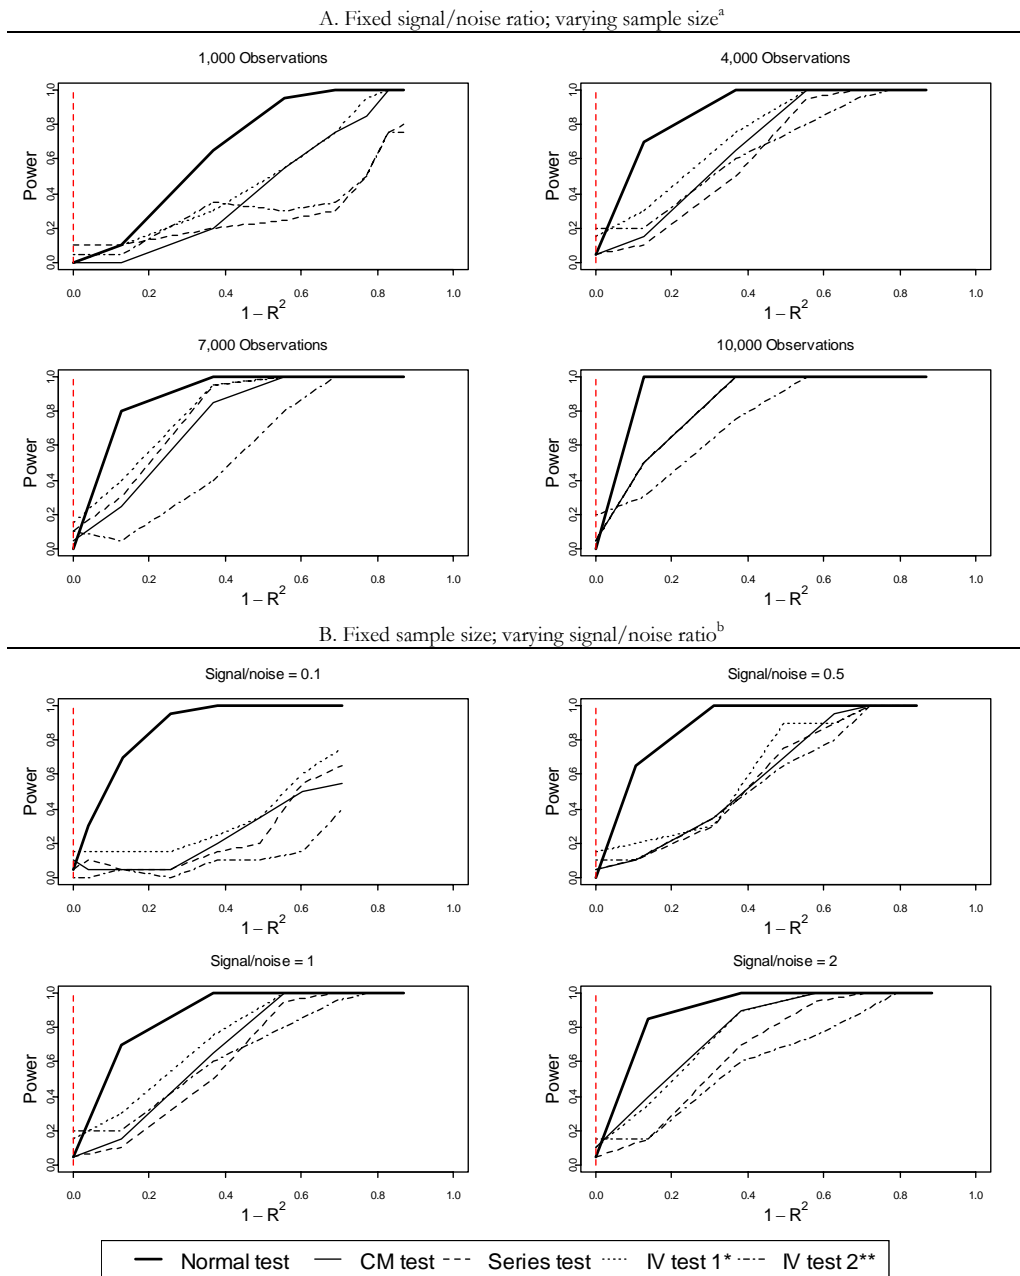 A. Fixed signal/noise ratio; varying sample sizeᵃ
1,000 Observations
Power
0.0 0.2 0.4 0.6 0.8 1.0
0.0 0.2 0.4 0.6 0.8 1.0
1 – R²
4,000 Observations
Power
0.0 0.2 0.4 0.6 0.8 1.0
0.0 0.2 0.4 0.6 0.8 1.0
1 – R²
7,000 Observations
Power
0.0 0.2 0.4 0.6 0.8 1.0
0.0 0.2 0.4 0.6 0.8 1.0
1 – R²
10,000 Observations
Power
0.0 0.2 0.4 0.6 0.8 1.0
0.0 0.2 0.4 0.6 0.8 1.0
1 – R²
B. Fixed sample size; varying signal/noise ratioᵇ
Signal/noise = 0.1
Power
0.0 0.2 0.4 0.6 0.8 1.0
0.0 0.2 0.4 0.6 0.8 1.0
1 – R²
Signal/noise = 0.5
Power
0.0 0.2 0.4 0.6 0.8 1.0
0.0 0.2 0.4 0.6 0.8 1.0
1 – R²
Signal/noise = 1
Power
0.0 0.2 0.4 0.6 0.8 1.0
0.0 0.2 0.4 0.6 0.8 1.0
1 – R²
Signal/noise = 2
Power
0.0 0.2 0.4 0.6 0.8 1.0
0.0 0.2 0.4 0.6 0.8 1.0
1 – R²
Normal test CM test Series test IV test 1* IV test 2**